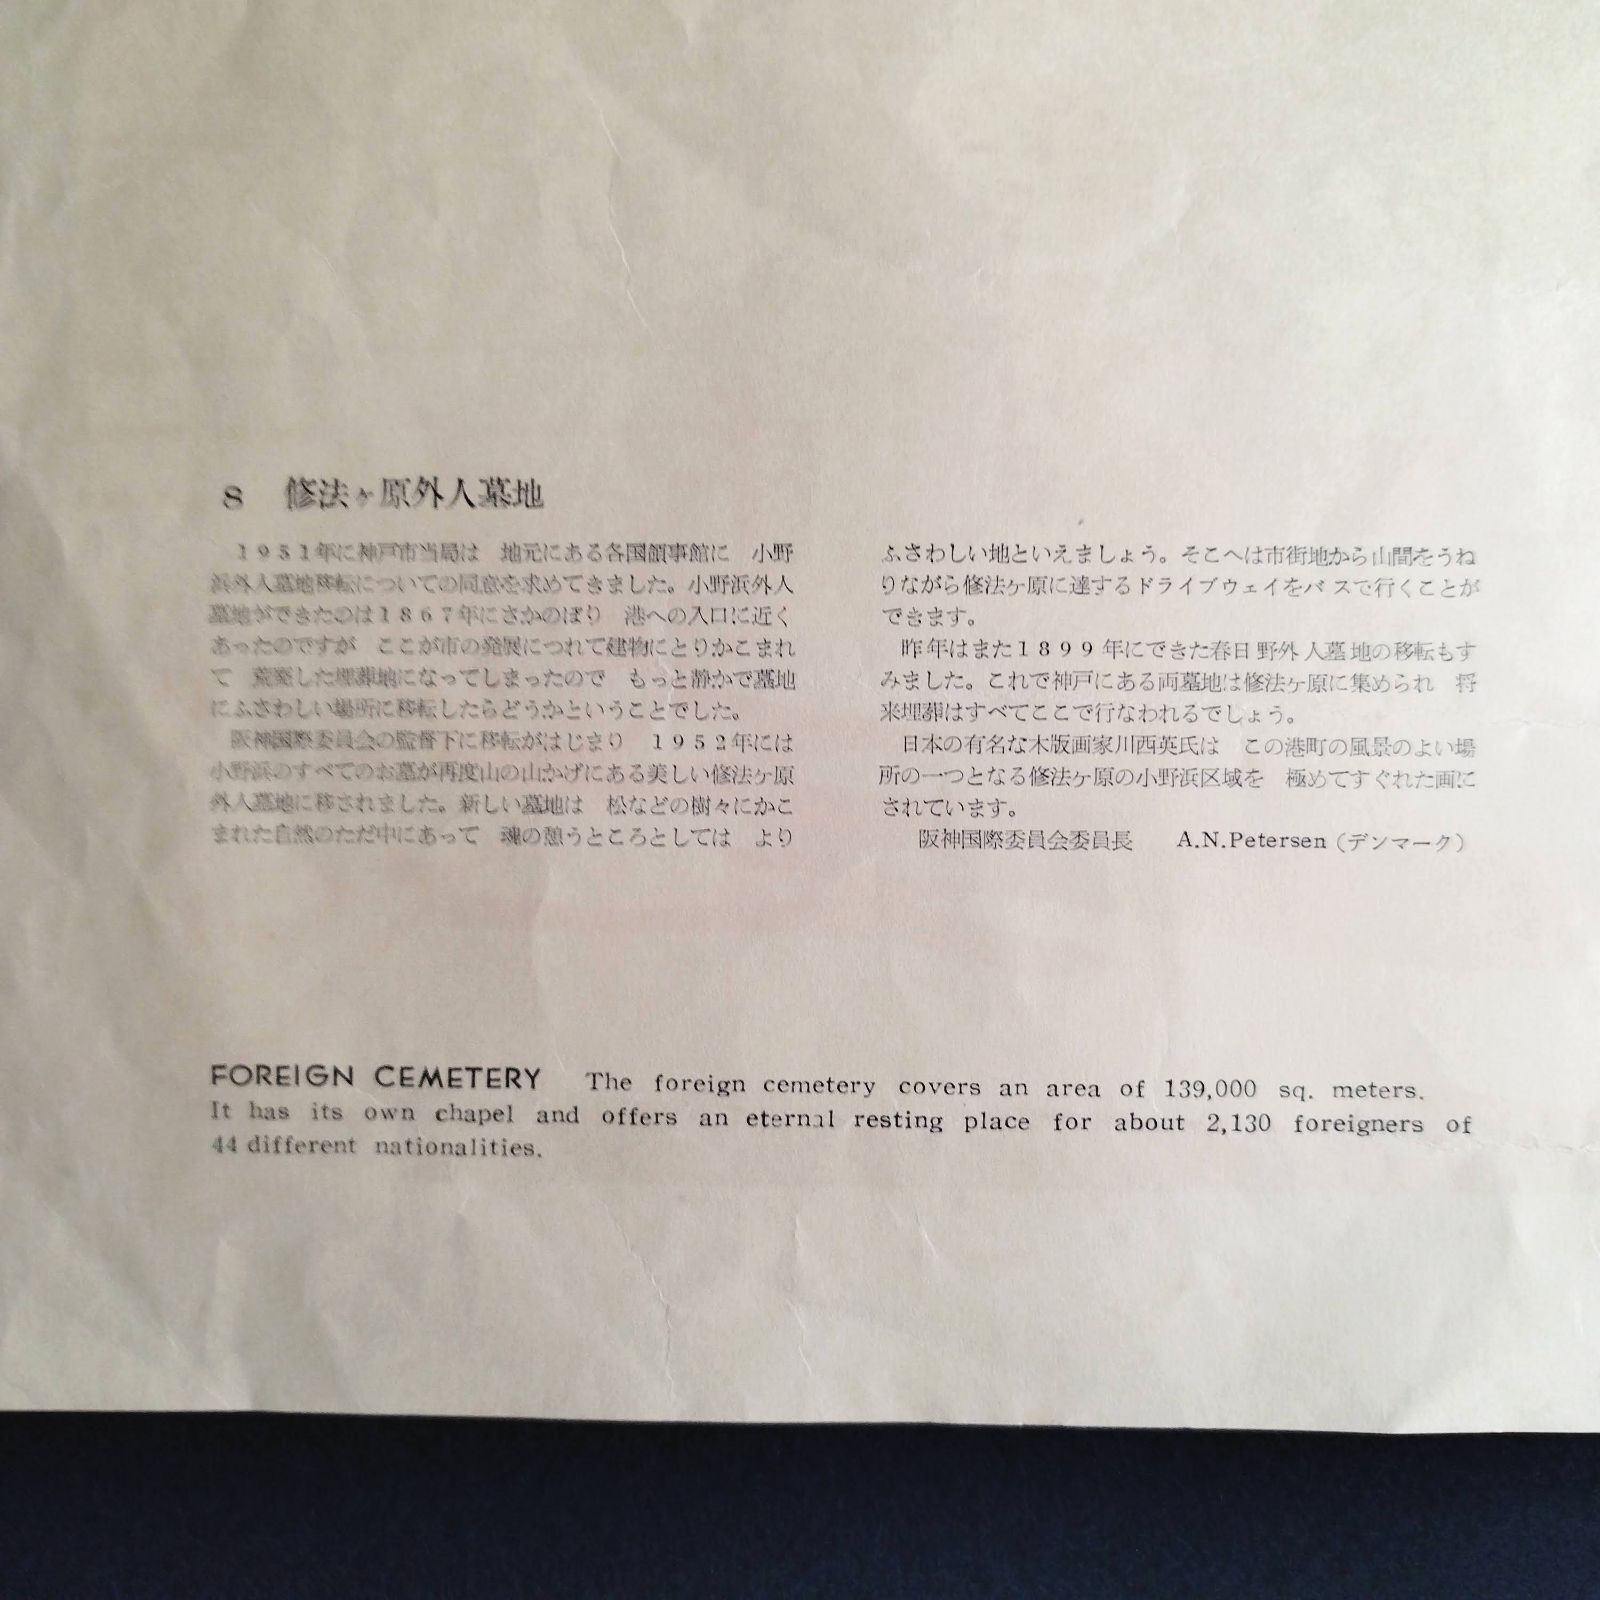 8 修法ヶ原外人墓地
1951年に神戸市当局は 地元にある各国領事館に 小野
浜外人墓地移転についての同意を求めてきました。小野浜外人
墓地ができたのは1867年にさかのぼり 港への入口に近く
あったのですが ここが市の発展につれて建物にとりかこまれ
て 荒廃した埋葬地になってしまったので もっと静かで墓地
にふさわしい場所に移転したらどうかということでした。
阪神国際委員会の監督下に移転がはじまり 1952年には
小野浜のすべてのお墓が再度山の山かげにある美しい修法ヶ原
外人墓地に移されました。新しい墓地は 松などの樹々にかこ
まれた自然のただ中にあって 魂の憩うところとしては より
ふさわしい地といえましょう。そこへは市街地から山間をうね
りながら修法ヶ原に達するドライブウェイをバスで行くことが
できます。
昨年はまた1899年にできた春日野外人墓地の移転もす
みました。これで神戸にある両墓地は修法ヶ原に集められ 将
来埋葬はすべてここで行なわれるでしょう。
日本の有名な木版画家川西英氏は この港町の風景のよい場
所の一つとなる修法ヶ原の小野浜区域を 極めてすぐれた画に
されています。
阪神国際委員会委員長 A.N.Petersen(デンマーク)
FOREIGN CEMETERY The foreign cemetery covers an area of 139,000 sq. meters.
It has its own chapel and offers an eternal resting place for about 2,130 foreigners of
44 different nationalities.